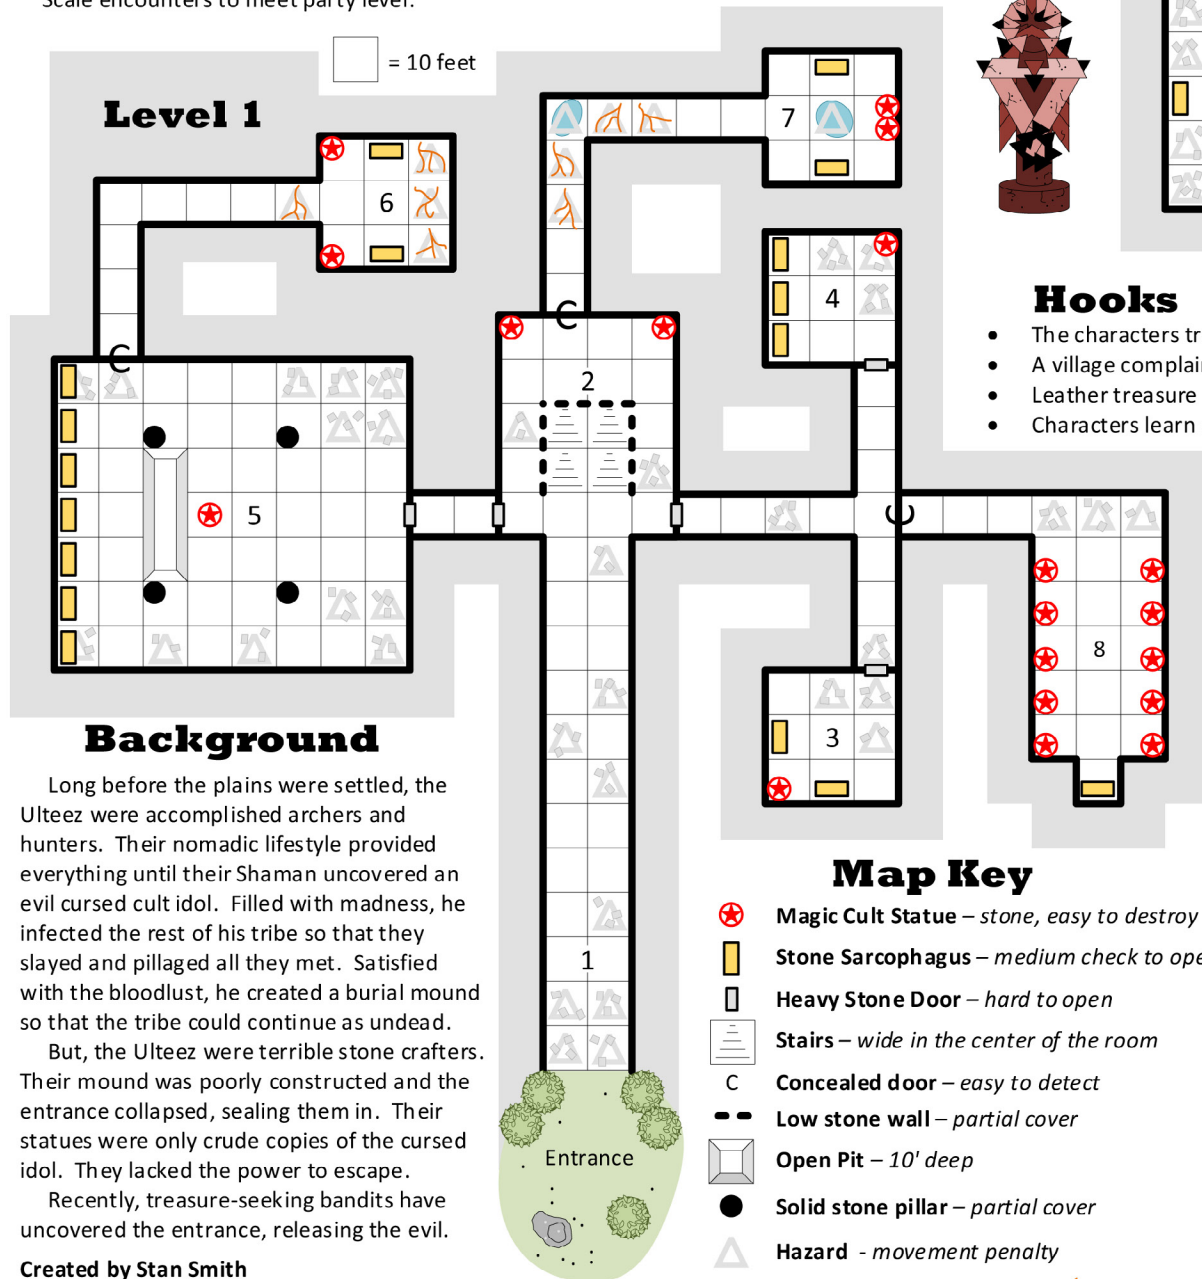 Scale encounters to meet party level.
= 10 feet
Level 1
7
6
4
C
Hooks
• The characters tr
• A village complai
• Leather treasure
• Characters learn
C
2
5
C
8
3
Background
Long before the plains were settled, the
Ulteez were accomplished archers and
hunters. Their nomadic lifestyle provided
everything until their Shaman uncovered an
evil cursed cult idol. Filled with madness, he
infected the rest of his tribe so that they
slayed and pillaged all they met. Satisfied
with the bloodlust, he created a burial mound
so that the tribe could continue as undead.
But, the Ulteez were terrible stone crafters.
Their mound was poorly constructed and the
entrance collapsed, sealing them in. Their
statues were only crude copies of the cursed
idol. They lacked the power to escape.
Recently, treasure-seeking bandits have
uncovered the entrance, releasing the evil.
Created by Stan Smith
1
Entrance
Map Key
Magic Cult Statue – stone, easy to destroy
Stone Sarcophagus – medium check to ope
Heavy Stone Door – hard to open
Stairs – wide in the center of the room
C Concealed door – easy to detect
Low stone wall – partial cover
Open Pit – 10' deep
Solid stone pillar – partial cover
Hazard - movement penalty